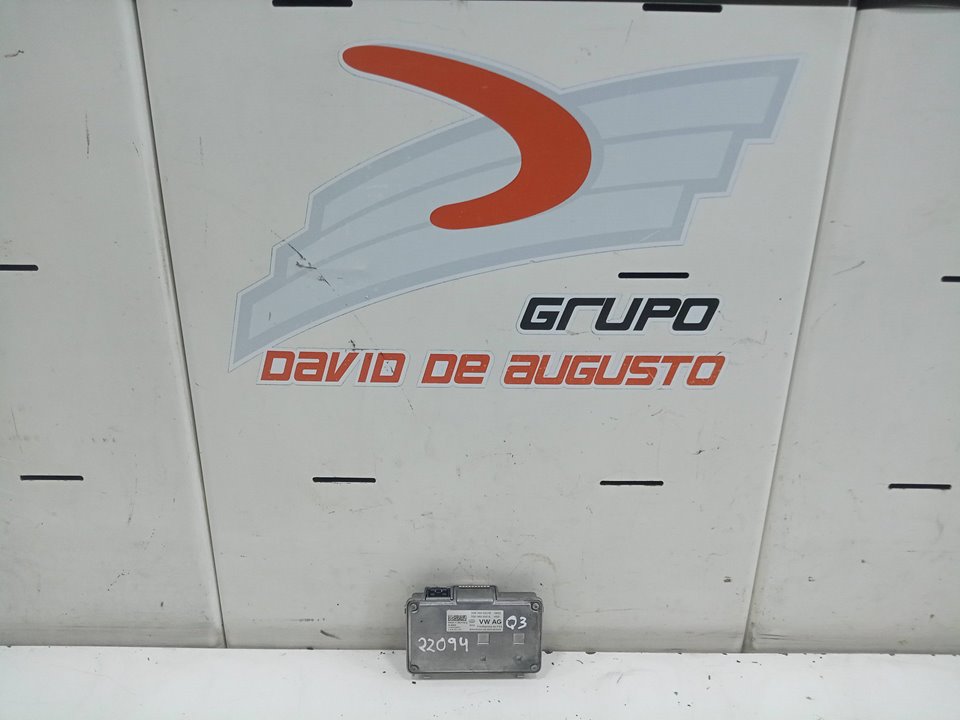 GRUPO
DAVID DE AUGUSTO
VW AG
Q3
22094